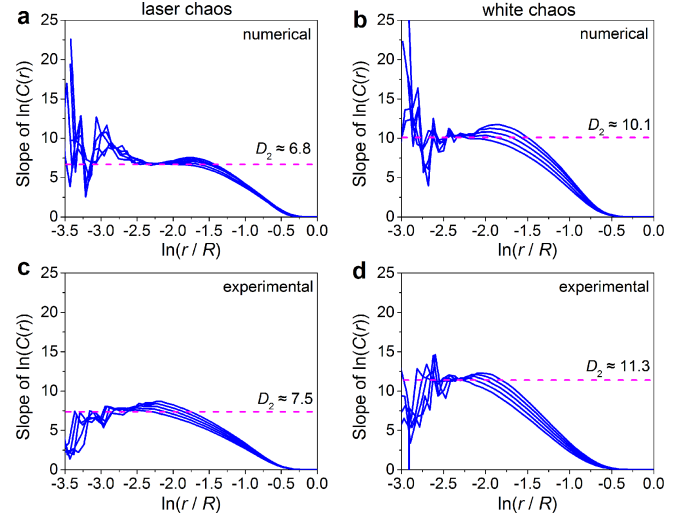 laser chaos
white chaos
a
numerical
Slope of ln(C(r))
25
20
15
10
5
0
D2 ≈ 6.8
-3.5 -3.0 -2.5 -2.0 -1.5 -1.0 -0.5 0.0
ln(r / R)
b
numerical
Slope of ln(C(r))
25
20
15
10
5
0
D2 ≈ 10.1
-3.0 -2.5 -2.0 -1.5 -1.0 -0.5 0.0
ln(r / R)
c
experimental
Slope of ln(C(r))
25
20
15
10
5
0
D2 ≈ 7.5
-3.5 -3.0 -2.5 -2.0 -1.5 -1.0 -0.5 0.0
ln(r / R)
d
experimental
Slope of ln(C(r))
25
20
15
10
5
0
D2 ≈ 11.3
-3.0 -2.5 -2.0 -1.5 -1.0 -0.5 0.0
ln(r / R)